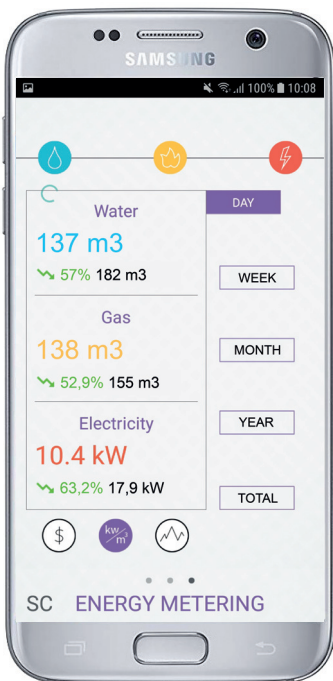 SAMSUNG
100% 10:08
Water
DAY
137 m3
57% 182 m3
WEEK
Gas
138 m3
MONTH
52,9% 155 m3
Electricity
YEAR
10.4 kW
63,2% 17,9 kW
TOTAL
$ kw/m³
SC ENERGY METERING